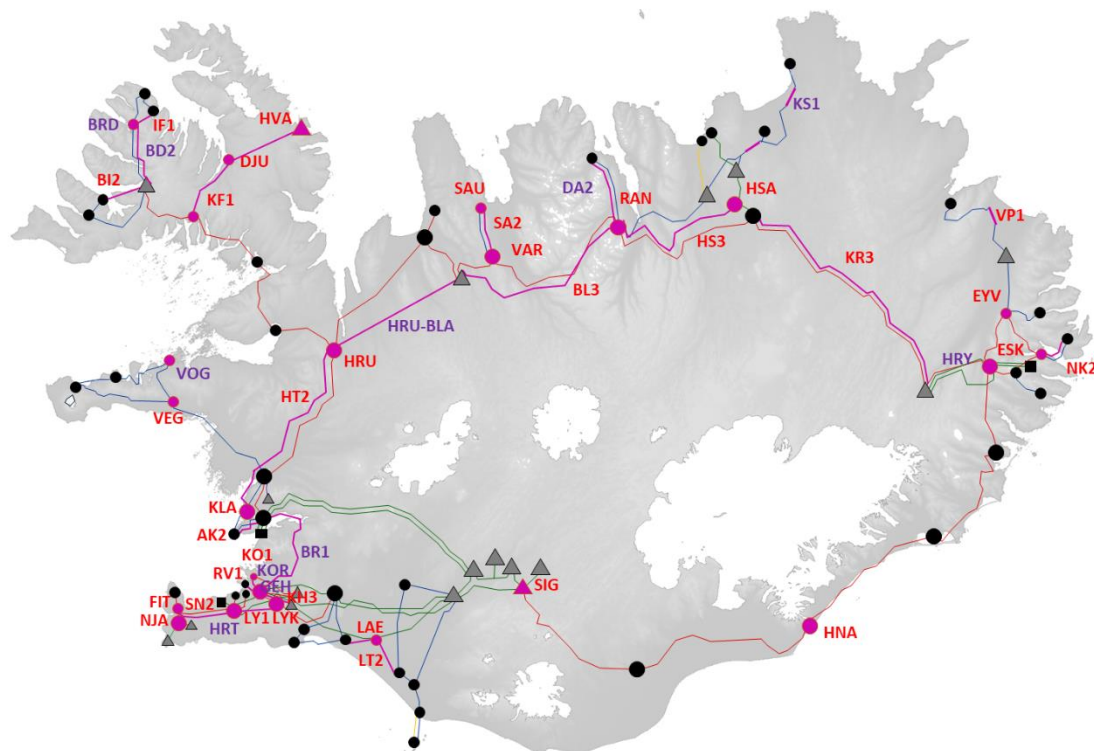 KS1
BRD
IF1
HVA
BD2
DJU
BI2
SAU
DA2
RAN
HSA
VP1
KF1
SA2
VAR
HS3
KR3
BL3
EYV
HRU-BLA
HRU
HRY
ESK
NK2
VOG
HT2
VEG
KLA
AK2
KO1
BR1
RV1
KOR
GEH
SIG
FIT
SN2
KH3
NJA
HRT
LY1
LYK
LAE
HNA
LT2